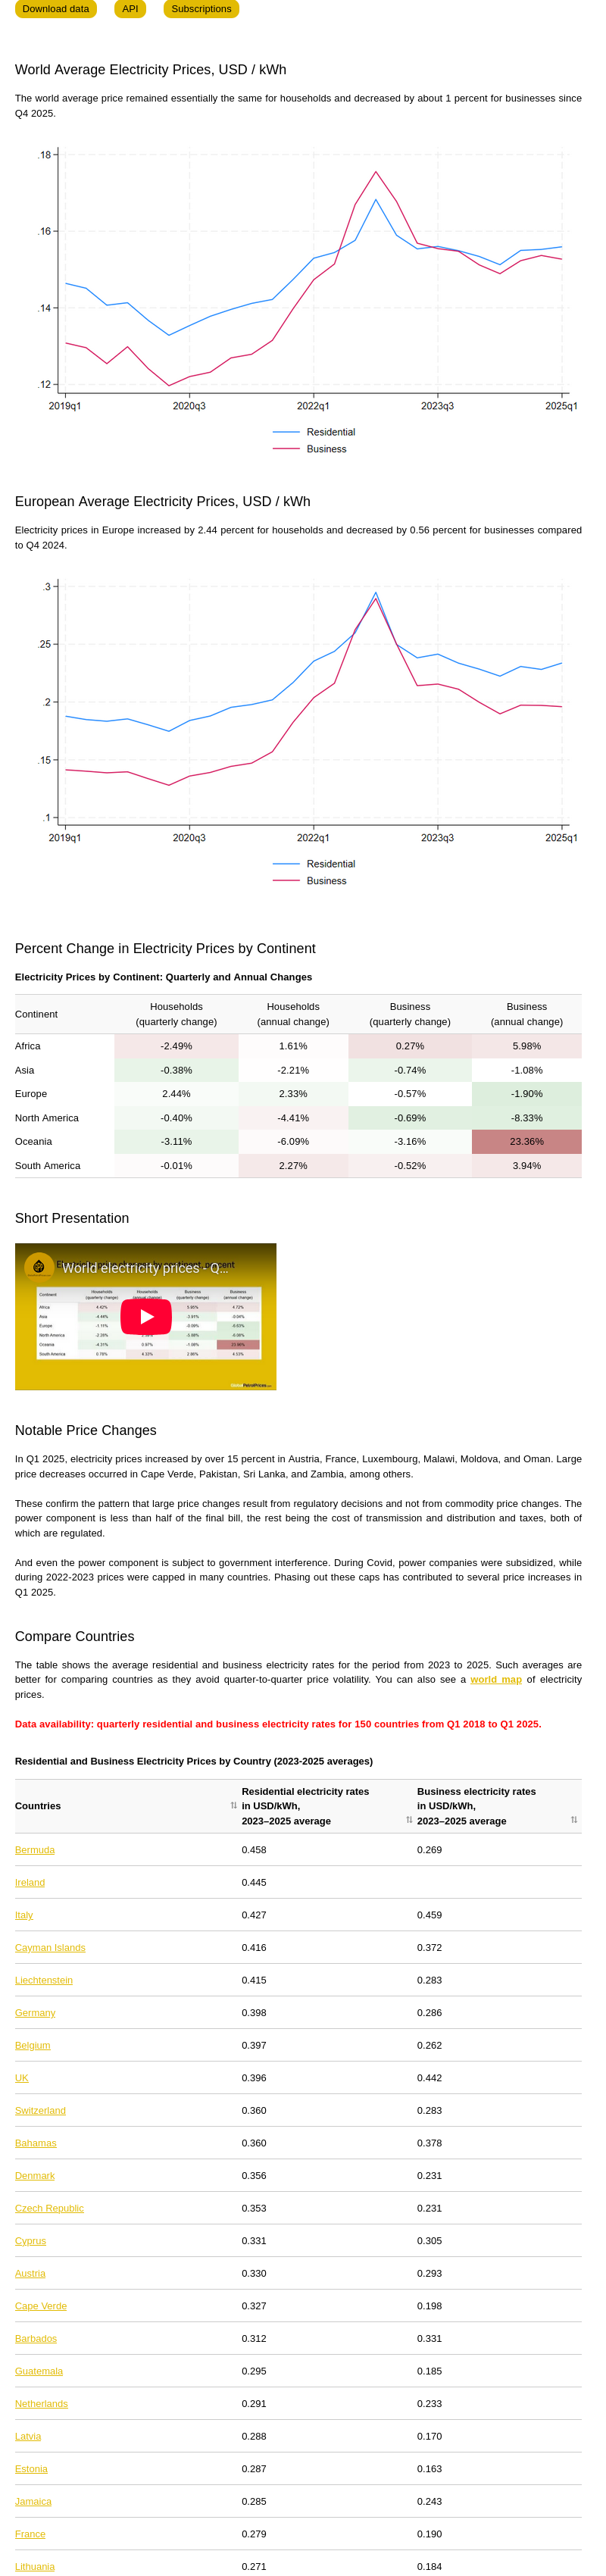 Download data API Subscriptions
World Average Electricity Prices, USD / kWh
The world average price remained essentially the same for households and decreased by about 1 percent for businesses since
Q4 2025.
.18
.16
.14
.12
2019q1 2020q3 2022q1 2023q3 2025q1
Residential
Business
European Average Electricity Prices, USD / kWh
Electricity prices in Europe increased by 2.44 percent for households and decreased by 0.56 percent for businesses compared
to Q4 2024.
.3
.25
.2
.15
.1
2019q1 2020q3 2022q1 2023q3 2025q1
Residential
Business
Percent Change in Electricity Prices by Continent
Electricity Prices by Continent: Quarterly and Annual Changes
Continent Households (quarterly change) Households (annual change) Business (quarterly change) Business (annual change)
Africa -2.49% 1.61% 0.27% 5.98%
Asia -0.38% -2.21% -0.74% -1.08%
Europe 2.44% 2.33% -0.57% -1.90%
North America -0.40% -4.41% -0.69% -8.33%
Oceania -3.11% -6.09% -3.16% 23.36%
South America -0.01% 2.27% -0.52% 3.94%
Short Presentation
World electricity prices - Q...
Notable Price Changes
In Q1 2025, electricity prices increased by over 15 percent in Austria, France, Luxembourg, Malawi, Moldova, and Oman. Large
price decreases occurred in Cape Verde, Pakistan, Sri Lanka, and Zambia, among others.
These confirm the pattern that large price changes result from regulatory decisions and not from commodity price changes. The
power component is less than half of the final bill, the rest being the cost of transmission and distribution and taxes, both of
which are regulated.
And even the power component is subject to government interference. During Covid, power companies were subsidized, while
during 2022-2023 prices were capped in many countries. Phasing out these caps has contributed to several price increases in
Q1 2025.
Compare Countries
The table shows the average residential and business electricity rates for the period from 2023 to 2025. Such averages are
better for comparing countries as they avoid quarter-to-quarter price volatility. You can also see a world map of electricity
prices.
Data availability: quarterly residential and business electricity rates for 150 countries from Q1 2018 to Q1 2025.
Residential and Business Electricity Prices by Country (2023-2025 averages)
Countries Residential electricity rates in USD/kWh, 2023–2025 average Business electricity rates in USD/kWh, 2023–2025 average
Bermuda 0.458 0.269
Ireland 0.445
Italy 0.427 0.459
Cayman Islands 0.416 0.372
Liechtenstein 0.415 0.283
Germany 0.398 0.286
Belgium 0.397 0.262
UK 0.396 0.442
Switzerland 0.360 0.283
Bahamas 0.360 0.378
Denmark 0.356 0.231
Czech Republic 0.353 0.231
Cyprus 0.331 0.305
Austria 0.330 0.293
Cape Verde 0.327 0.198
Barbados 0.312 0.331
Guatemala 0.295 0.185
Netherlands 0.291 0.233
Latvia 0.288 0.170
Estonia 0.287 0.163
Jamaica 0.285 0.243
France 0.279 0.190
Lithuania 0.271 0.184